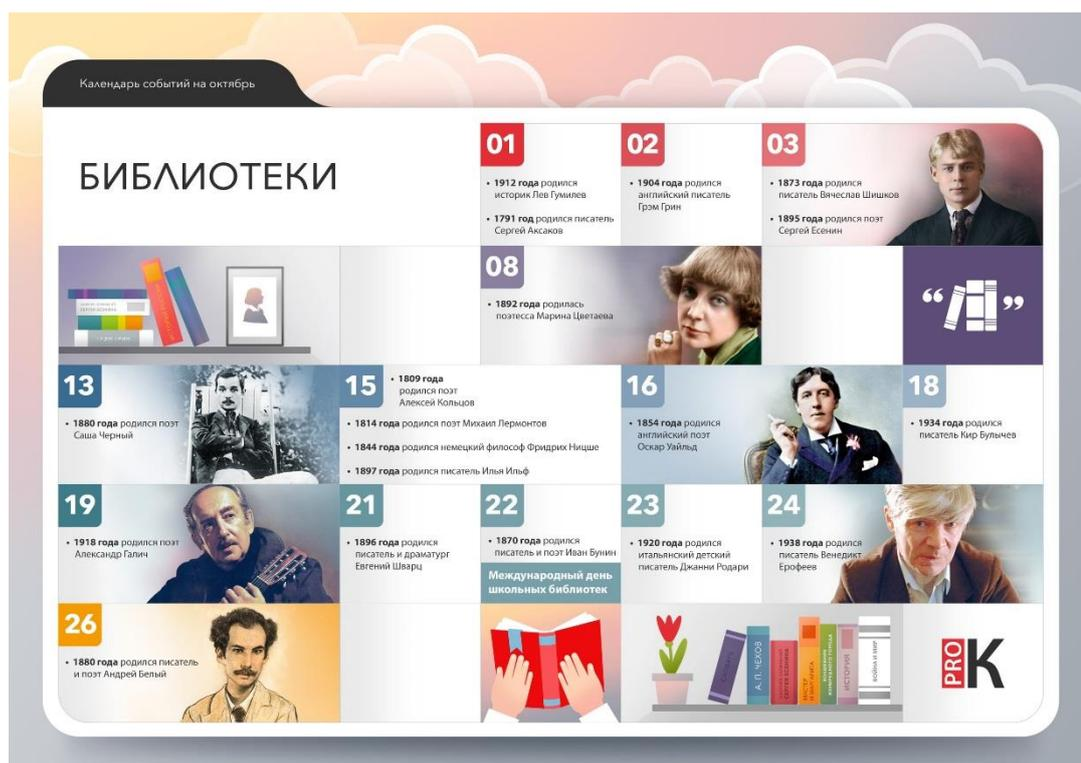 Календарь событий на октябрь
БИБЛИОТЕКИ
01
• 1912 года родился
историк Лев Гумилев
• 1791 год родился писатель
Сергей Аксаков
02
• 1904 года родился
английский писатель
Грэм Грин
03
• 1873 года родился
писатель Вячеслав Шишков
• 1895 года родился поэт
Сергей Есенин
08
• 1892 года родилась
поэтесса Марина Цветаева
“ ”
13
• 1880 года родился поэт
Саша Черный
15
• 1809 года
родился поэт
Алексей Кольцов
• 1814 года родился поэт Михаил Лермонтов
• 1844 года родился немецкий философ Фридрих Ницше
• 1897 года родился писатель Илья Ильф
16
• 1854 года родился
английский поэт
Оскар Уайльд
18
• 1934 года родился
писатель Кир Булычев
19
• 1918 года родился поэт
Александр Галич
21
• 1896 года родился
писатель и драматург
Евгений Шварц
22
• 1870 года родился
писатель и поэт Иван Бунин
Международный день
школьных библиотек
23
• 1920 года родился
итальянский детский
писатель Джанни Родари
24
• 1938 года родился
писатель Венедикт
Ерофеев
26
• 1880 года родился писатель
и поэт Андрей Белый
А. П. ЧЕХОВ
СЕРГЕЯ ЕСЕНИНА
МАСТЕР
И МАРГАРИТА
ИСТОРИЯ
ВОЙНА И МИР
PRO К